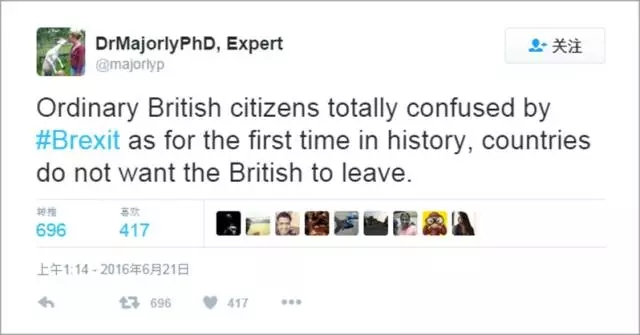 DrMajorlyPhD, Expert
@majorlyp
关注
Ordinary British citizens totally confused by
#Brexit as for the first time in history, countries
do not want the British to leave.
转推 喜欢
696 417
上午1:14 - 2016年6月21日
696 417